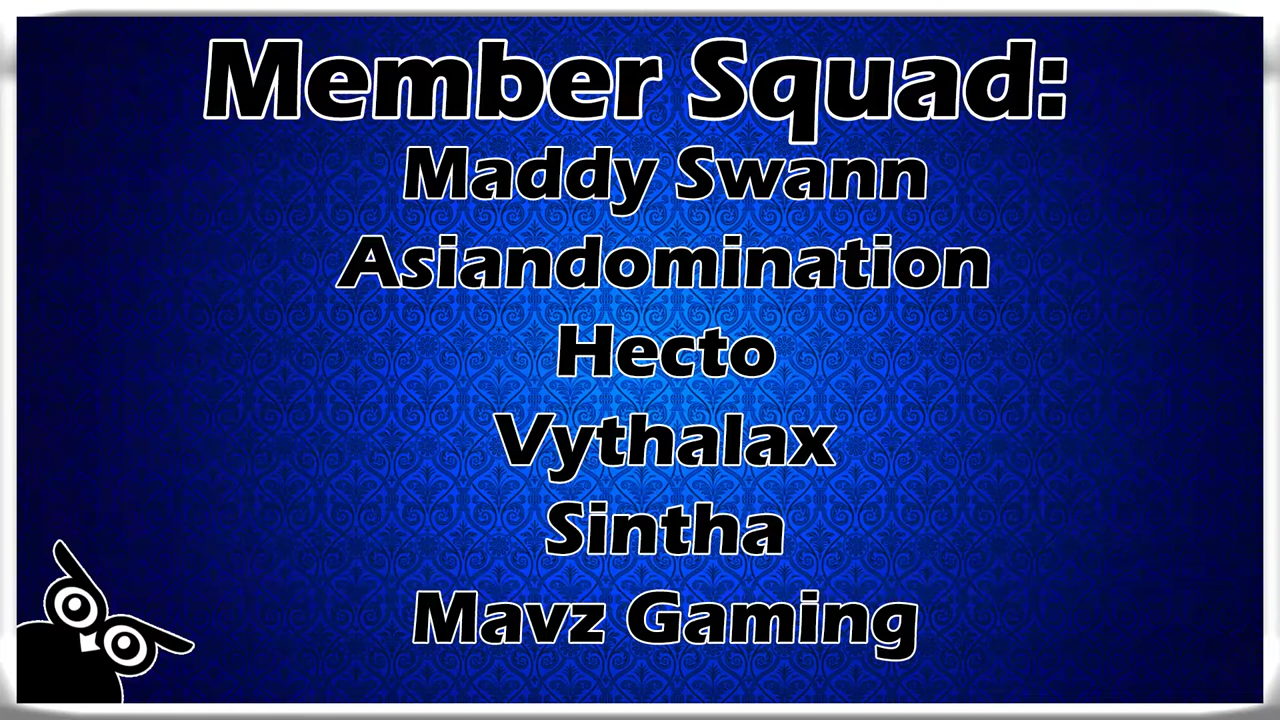 Member Squad:
Maddy Swann
Asiandomination
Hecto
Vythalax
Sintha
Mavz Gaming